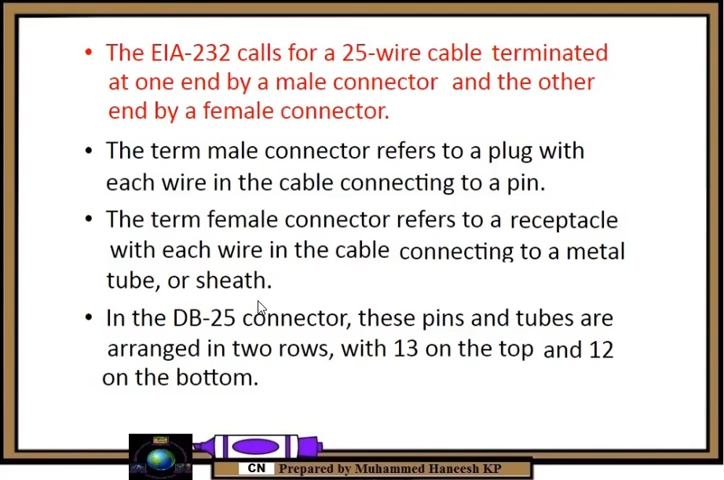 • The EIA-232 calls for a 25-wire cable terminated
at one end by a male connector and the other
end by a female connector.
• The term male connector refers to a plug with
each wire in the cable connecting to a pin.
• The term female connector refers to a receptacle
with each wire in the cable connecting to a metal
tube, or sheath.
• In the DB-25 connector, these pins and tubes are
arranged in two rows, with 13 on the top and 12
on the bottom.
CN Prepared by Muhammed Haneesh KP